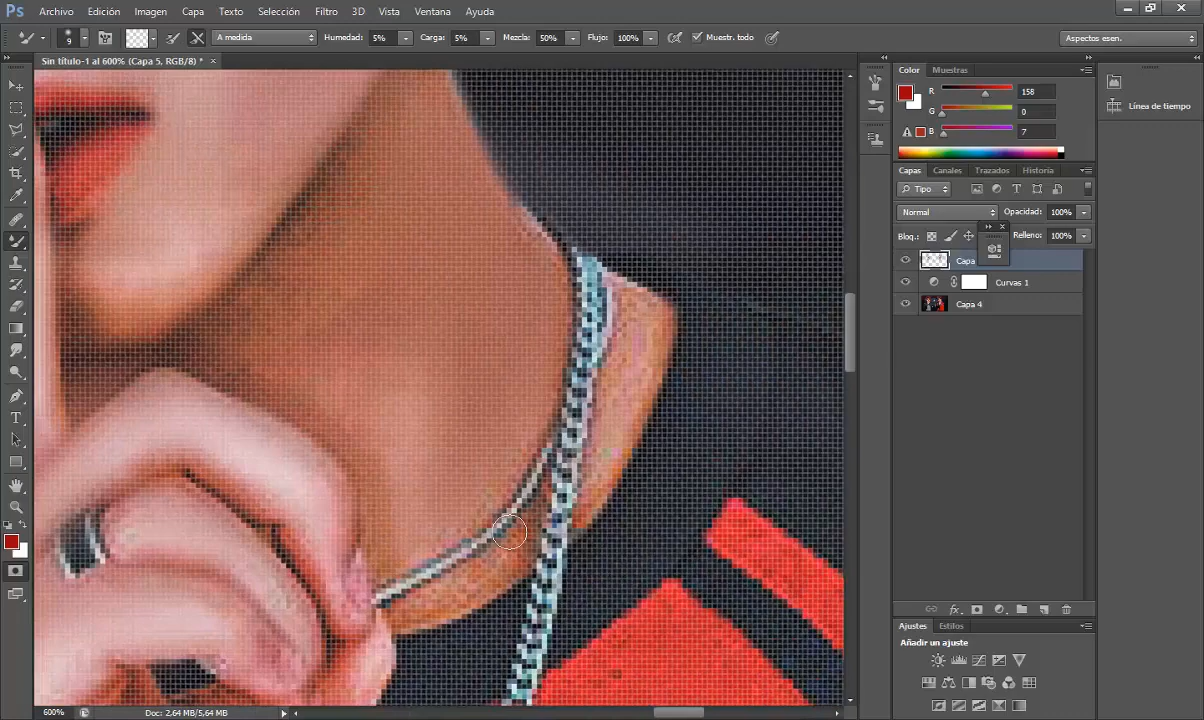 Ps Archivo Edición Imagen Capa Texto Selección Filtro 3D Vista Ventana Ayuda
9 A medida Humedad: 5% Carga: 5% Mezcla: 50% Flujo: 100% Muestr. todo Aspectos esen.
Sin título-1 al 600% (Capa 5, RGB/8) * ×
Color Muestras
R 158
G 0
B 7
Línea de tiempo
Capas Canales Trazados Historia
Tipo
Normal Opacidad: 100%
Bloq.: Relleno: 100%
Capa
Curvas 1
Capa 4
fx
Ajustes Estilos
Añadir un ajuste
600% Doc: 2,64 MB/5,64 MB